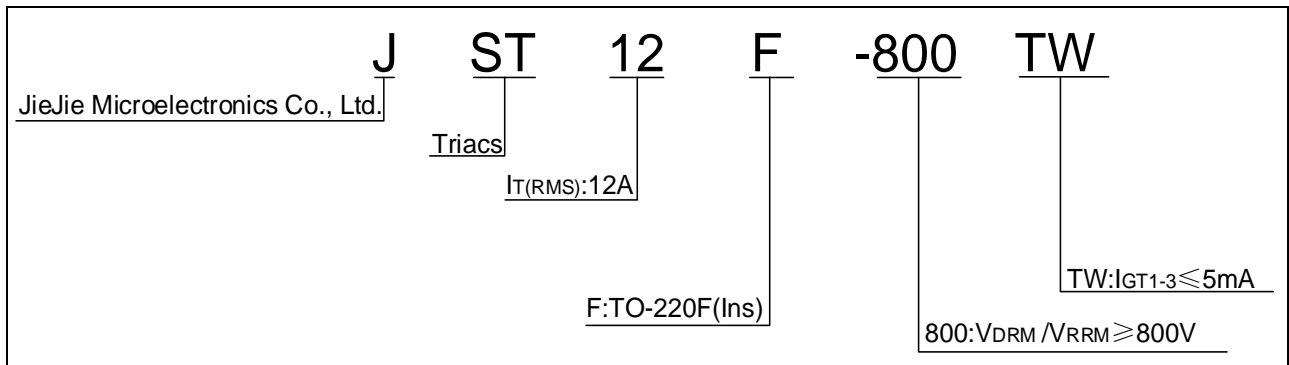 J ST 12 F -800 TW
JieJie Microelectronics Co., Ltd.
Triacs
IT(RMS):12A
TW:IGT1-3≤5mA
F:TO-220F(Ins)
800:VDRM /VRRM≥800V